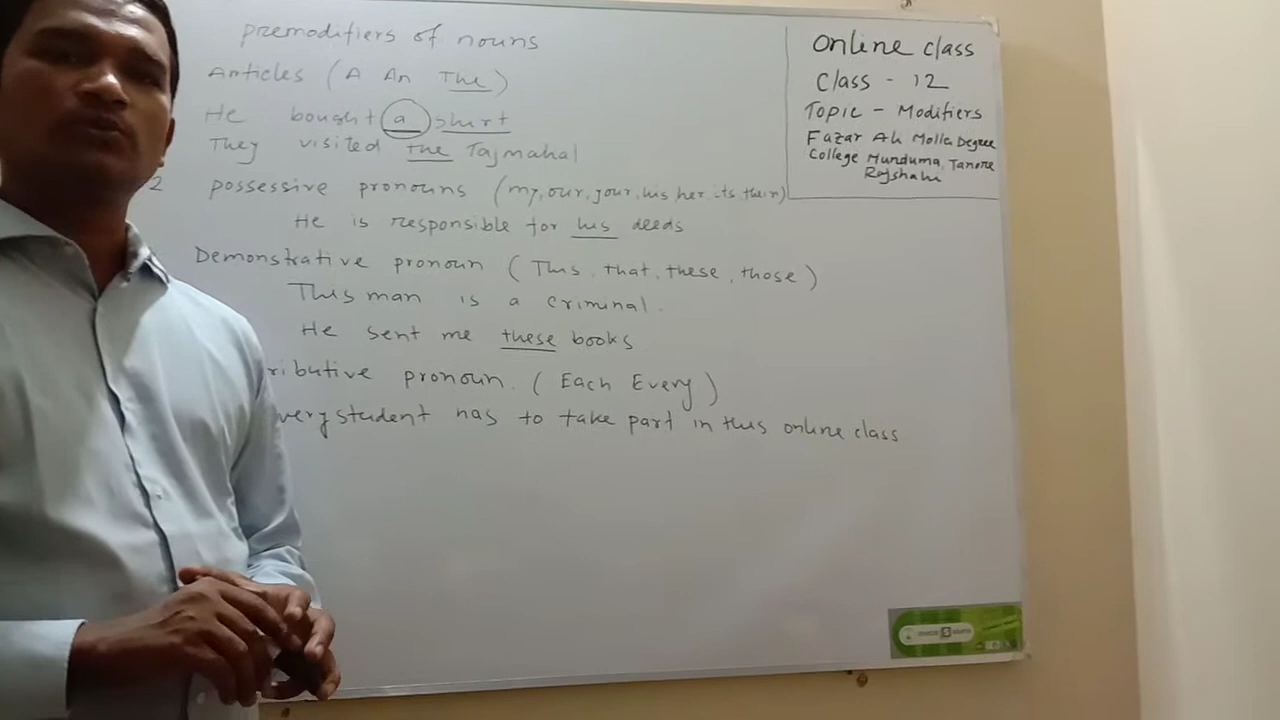 premodifiers of nouns
Articles ( A An The )
He bought a shirt
They visited the Tajmahal
2 possessive pronouns (my, our, your, his her its their)
He is responsible for his deeds
Demonstrative pronoun ( This, that, these, those )
This man is a criminal.
He sent me these books
ributive pronoun. ( Each Every )
very student has to take part in this online class
Online class
Class - 12
Topic - Modifiers
Fazar Ali Molla Degree
College Munduma, Tanore
Rajshahi